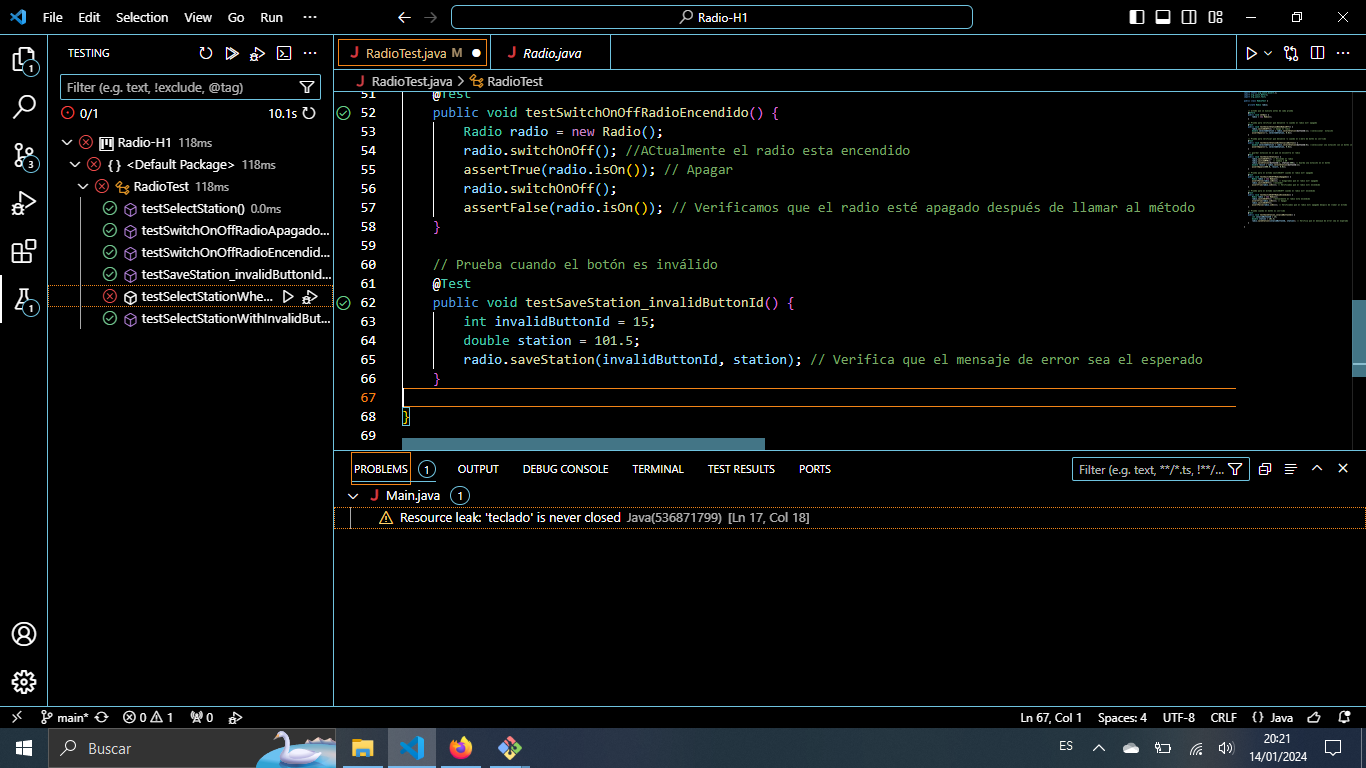 File Edit Selection View Go Run ··· Radio-H1
TESTING
Filter (e.g. text, !exclude, @tag)
0/1 10.1s
Radio-H1 118ms
{ } <Default Package> 118ms
RadioTest 118ms
testSelectStation() 0.0ms
testSwitchOnOffRadioApagado...
testSwitchOnOffRadioEncendid...
testSaveStation_invalidButtonId...
testSelectStationWhe...
testSelectStationWithInvalidBut...
1
3
1
J RadioTest.java M ●
J Radio.java
J RadioTest.java > RadioTest
51 @Test
52 public void testSwitchOnOffRadioEncendido() {
53 Radio radio = new Radio();
54 radio.switchOnOff(); //ACtualmente el radio esta encendido
55 assertTrue(radio.isOn()); // Apagar
56 radio.switchOnOff();
57 assertFalse(radio.isOn()); // Verificamos que el radio esté apagado después de llamar al método
58 }
59
60 // Prueba cuando el botón es inválido
61 @Test
62 public void testSaveStation_invalidButtonId() {
63 int invalidButtonId = 15;
64 double station = 101.5;
65 radio.saveStation(invalidButtonId, station); // Verifica que el mensaje de error sea el esperado
66 }
67
68 }
69
PROBLEMS 1 OUTPUT DEBUG CONSOLE TERMINAL TEST RESULTS PORTS Filter (e.g. text, **/*.ts, !**/...
J Main.java 1
Resource leak: 'teclado' is never closed Java(536871799) [Ln 17, Col 18]
main* 0 1 0 Ln 67, Col 1 Spaces: 4 UTF-8 CRLF { } Java
Buscar ES 20:21
14/01/2024